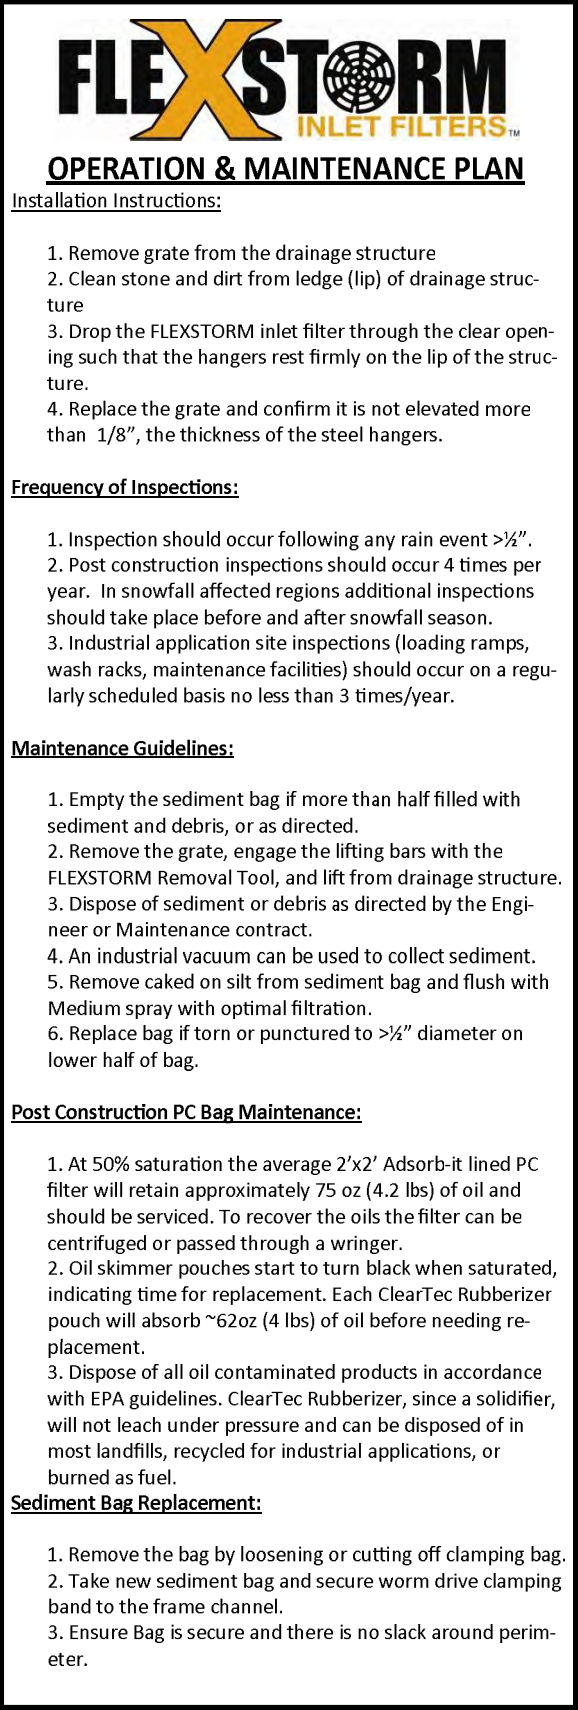 FLEXSTORM
INLET FILTERS™
OPERATION & MAINTENANCE PLAN
Installation Instructions:
1. Remove grate from the drainage structure
2. Clean stone and dirt from ledge (lip) of drainage struc-
ture
3. Drop the FLEXSTORM inlet filter through the clear open-
ing such that the hangers rest firmly on the lip of the struc-
ture.
4. Replace the grate and confirm it is not elevated more
than 1/8”, the thickness of the steel hangers.
Frequency of Inspections:
1. Inspection should occur following any rain event >½”.
2. Post construction inspections should occur 4 times per
year. In snowfall affected regions additional inspections
should take place before and after snowfall season.
3. Industrial application site inspections (loading ramps,
wash racks, maintenance facilities) should occur on a regu-
larly scheduled basis no less than 3 times/year.
Maintenance Guidelines:
1. Empty the sediment bag if more than half filled with
sediment and debris, or as directed.
2. Remove the grate, engage the lifting bars with the
FLEXSTORM Removal Tool, and lift from drainage structure.
3. Dispose of sediment or debris as directed by the Engi-
neer or Maintenance contract.
4. An industrial vacuum can be used to collect sediment.
5. Remove caked on silt from sediment bag and flush with
Medium spray with optimal filtration.
6. Replace bag if torn or punctured to >½” diameter on
lower half of bag.
Post Construction PC Bag Maintenance:
1. At 50% saturation the average 2’x2’ Adsorb-it lined PC
filter will retain approximately 75 oz (4.2 lbs) of oil and
should be serviced. To recover the oils the filter can be
centrifuged or passed through a wringer.
2. Oil skimmer pouches start to turn black when saturated,
indicating time for replacement. Each ClearTec Rubberizer
pouch will absorb ~62oz (4 lbs) of oil before needing re-
placement.
3. Dispose of all oil contaminated products in accordance
with EPA guidelines. ClearTec Rubberizer, since a solidifier,
will not leach under pressure and can be disposed of in
most landfills, recycled for industrial applications, or
burned as fuel.
Sediment Bag Replacement:
1. Remove the bag by loosening or cutting off clamping bag.
2. Take new sediment bag and secure worm drive clamping
band to the frame channel.
3. Ensure Bag is secure and there is no slack around perim-
eter.